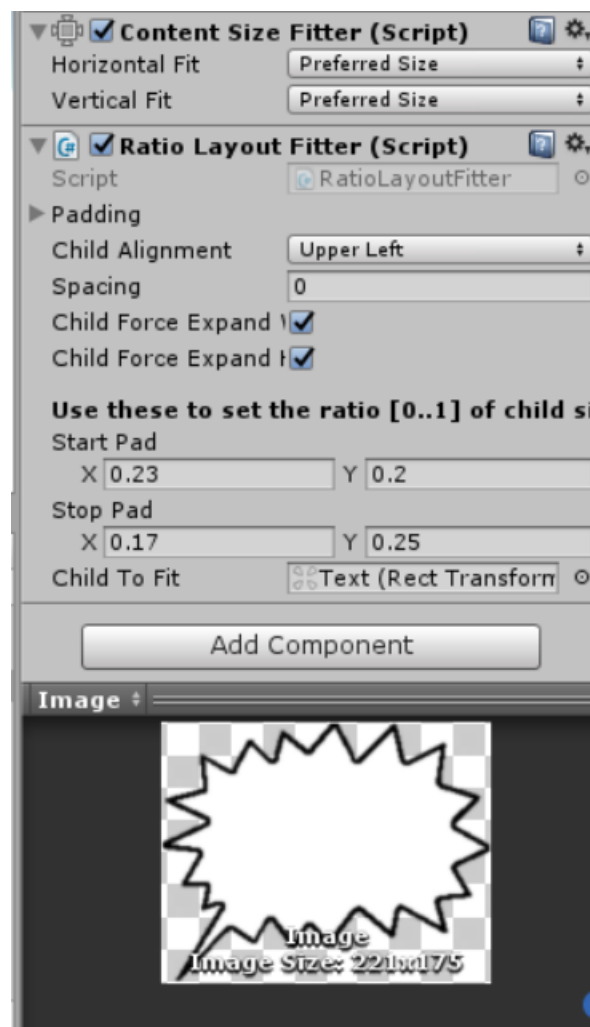 Content Size Fitter (Script)
Horizontal Fit Preferred Size
Vertical Fit Preferred Size
Ratio Layout Fitter (Script)
Script RatioLayoutFitter
Padding
Child Alignment Upper Left
Spacing 0
Child Force Expand
Child Force Expand
Use these to set the ratio [0..1] of child si
Start Pad
X 0.23 Y 0.2
Stop Pad
X 0.17 Y 0.25
Child To Fit Text (Rect Transform
Add Component
Image
Image
Image Size: 221x175